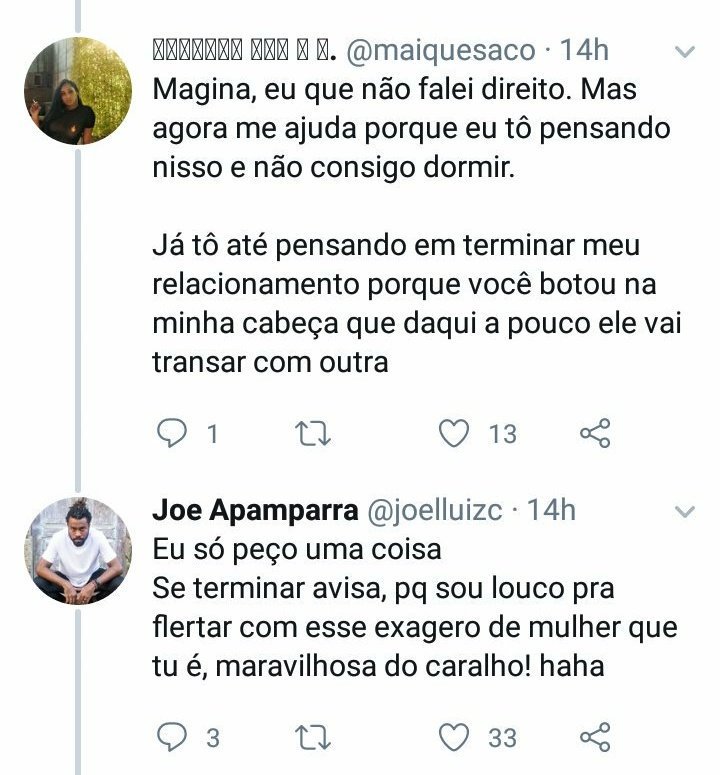 @maiquesaco · 14h
Magina, eu que não falei direito. Mas
agora me ajuda porque eu tô pensando
nisso e não consigo dormir.
Já tô até pensando em terminar meu
relacionamento porque você botou na
minha cabeça que daqui a pouco ele vai
transar com outra
1 13
Joe Apamparra @joelluizc · 14h
Eu só peço uma coisa
Se terminar avisa, pq sou louco pra
flertar com esse exagero de mulher que
tu é, maravilhosa do caralho! haha
3 33